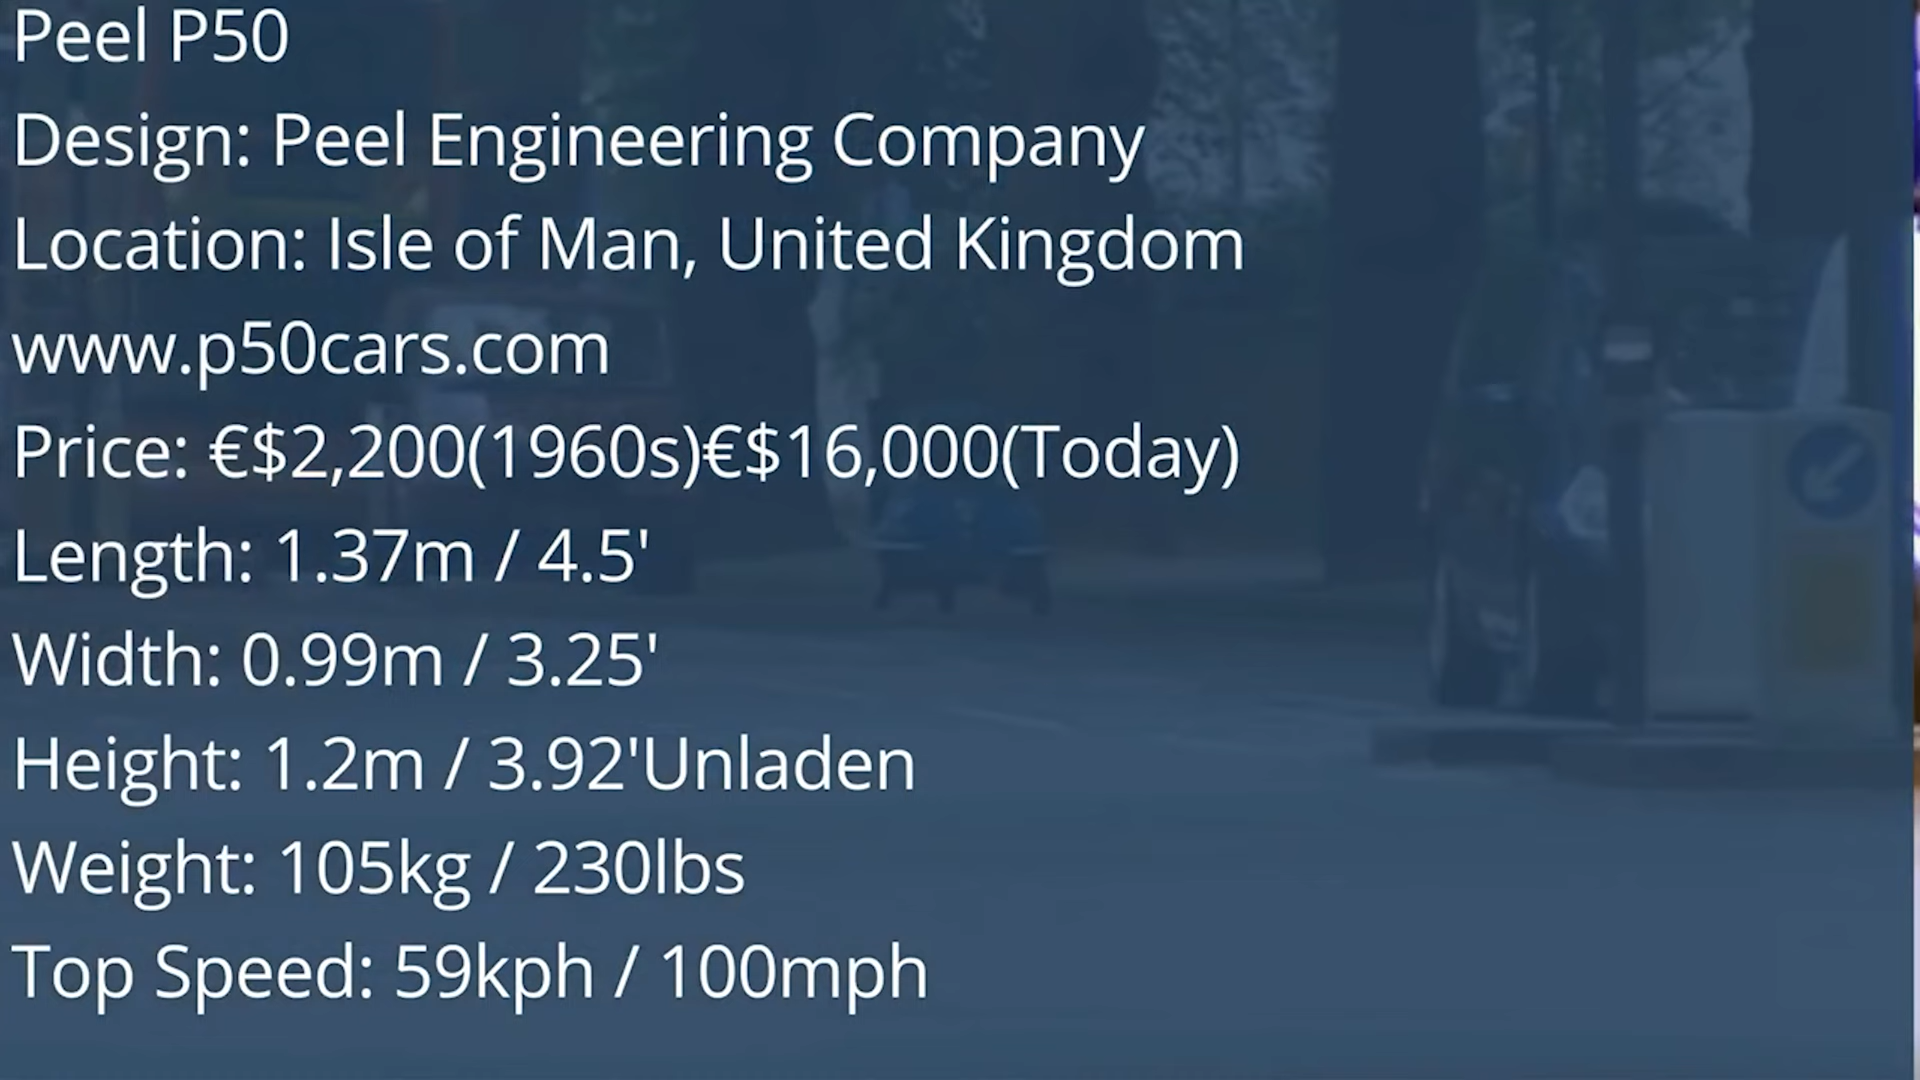 Peel P50
Design: Peel Engineering Company
Location: Isle of Man, United Kingdom
www.p50cars.com
Price: €$2,200(1960s)€$16,000(Today)
Length: 1.37m / 4.5'
Width: 0.99m / 3.25'
Height: 1.2m / 3.92'Unladen
Weight: 105kg / 230lbs
Top Speed: 59kph / 100mph